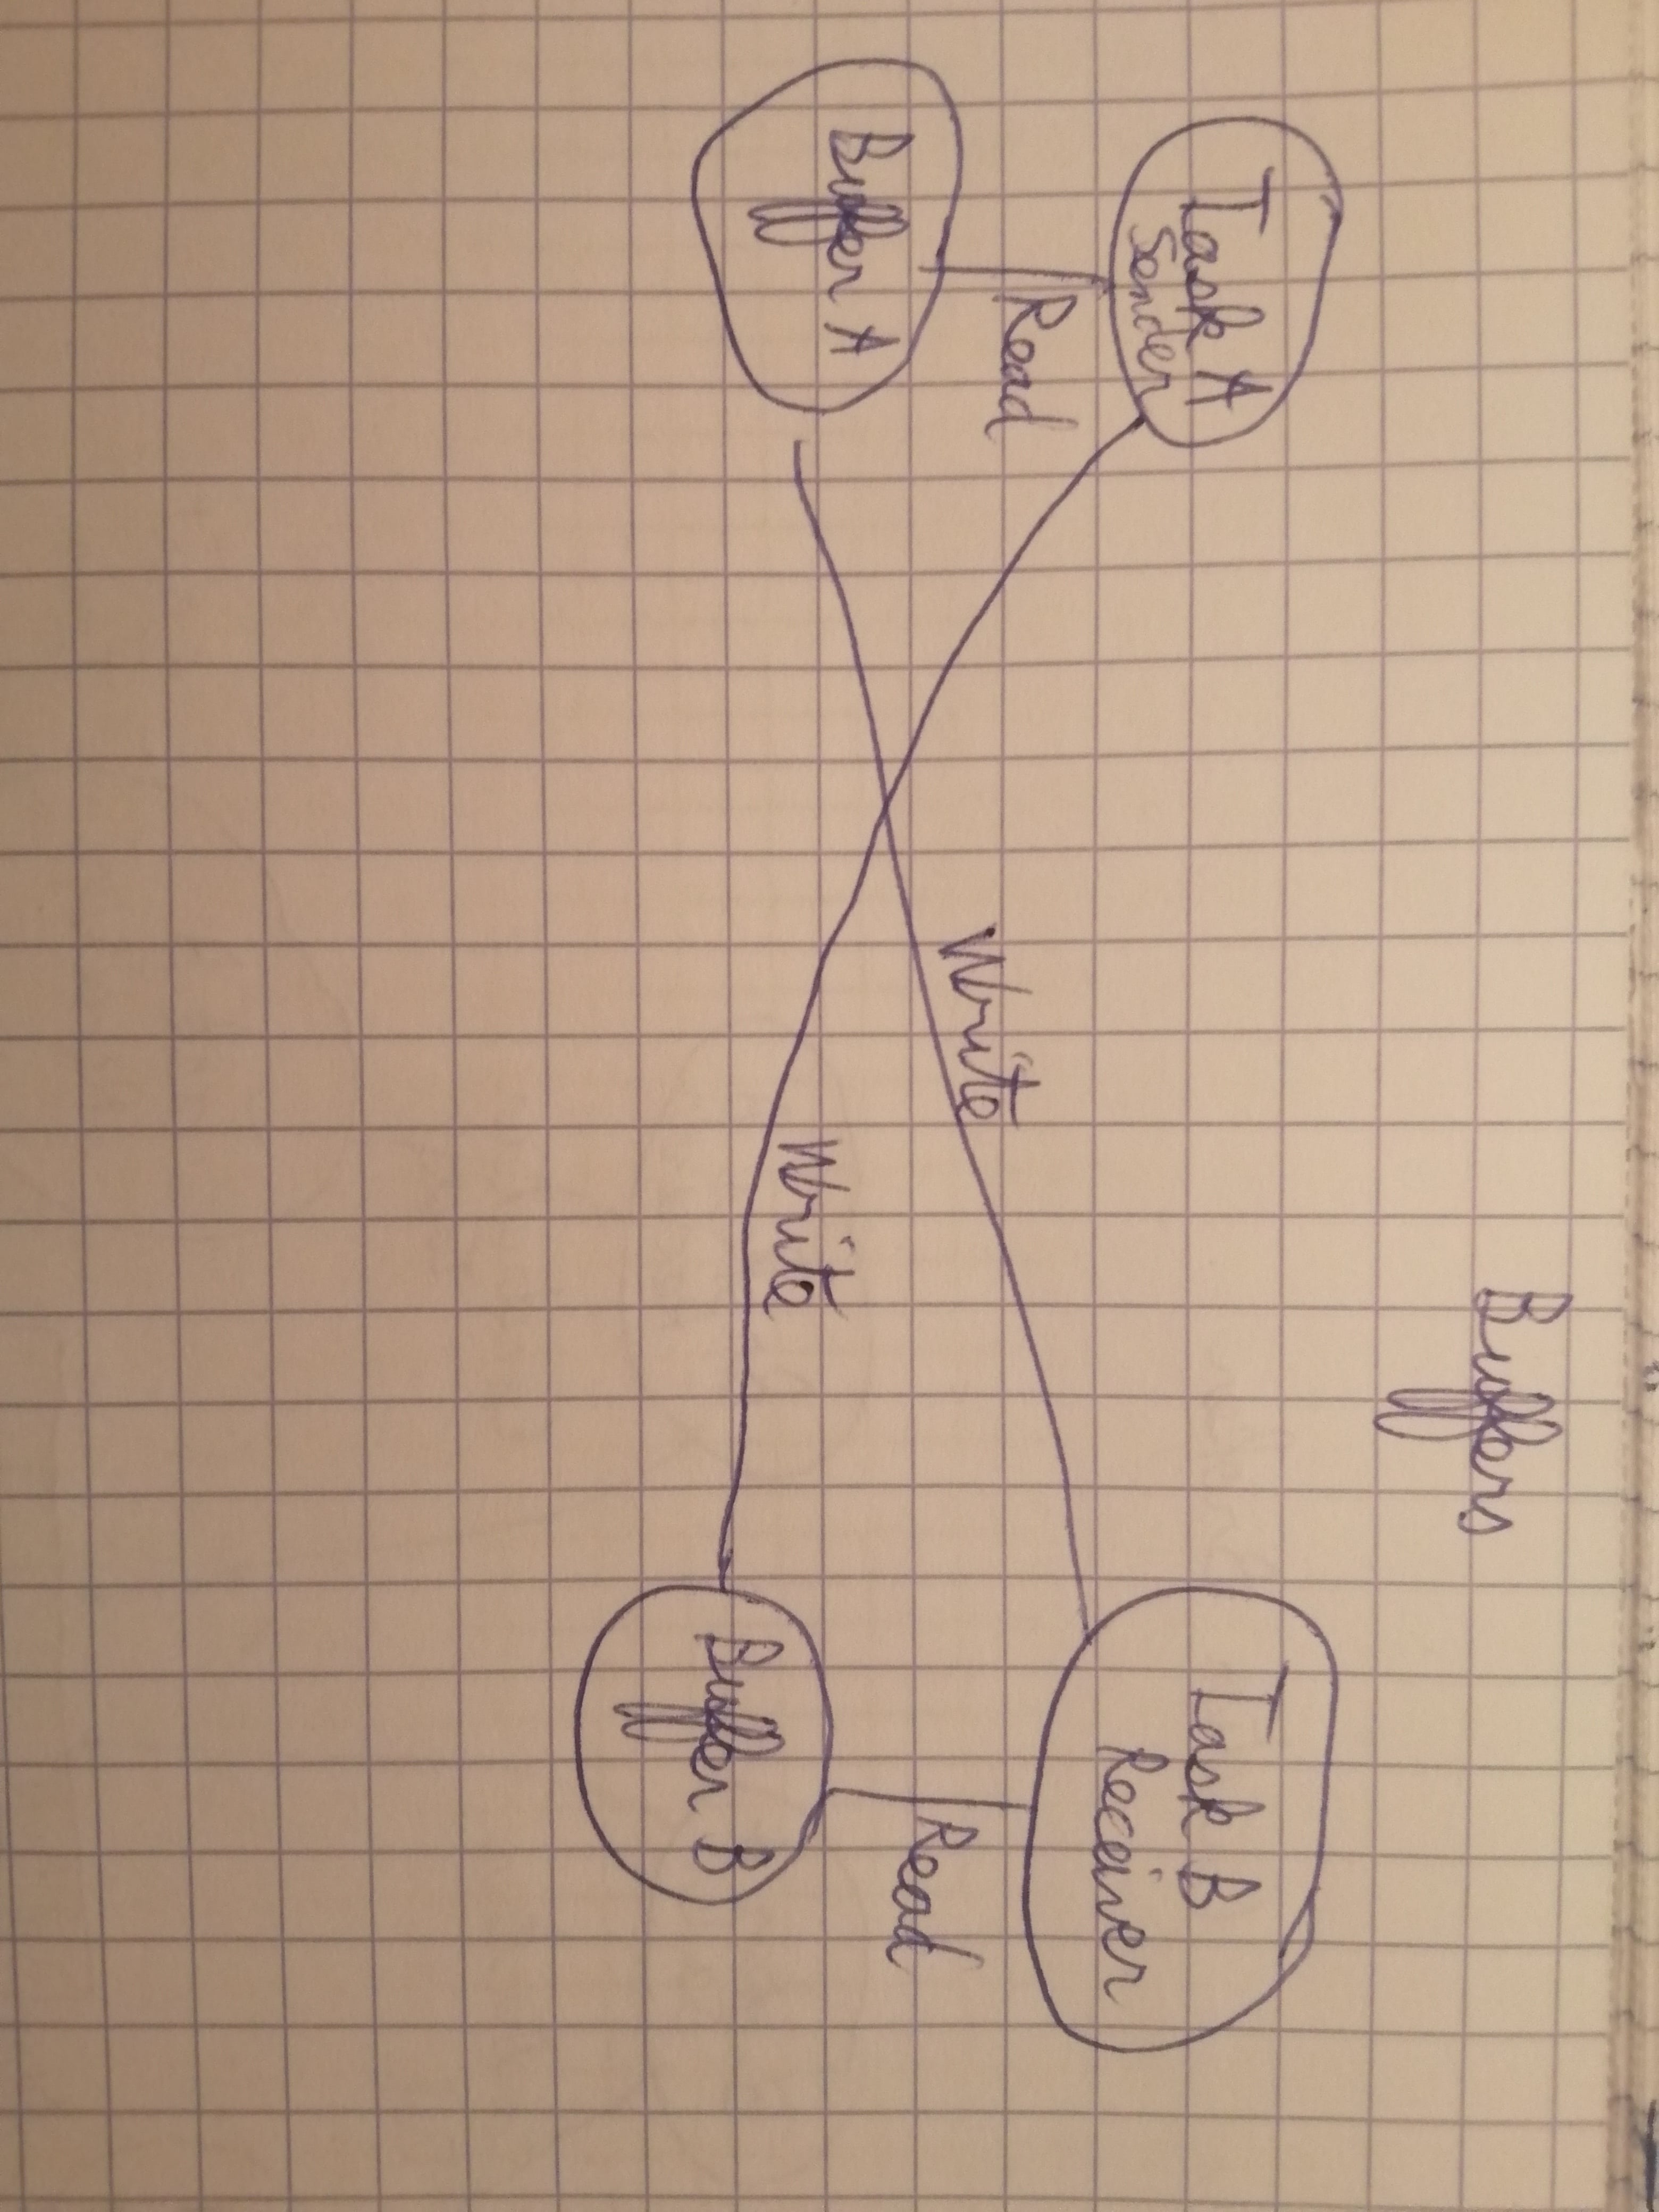 Buffers
Task A
Sender
Task B
Receiver
Read
Write
Write
Read
Buffer A
Buffer B